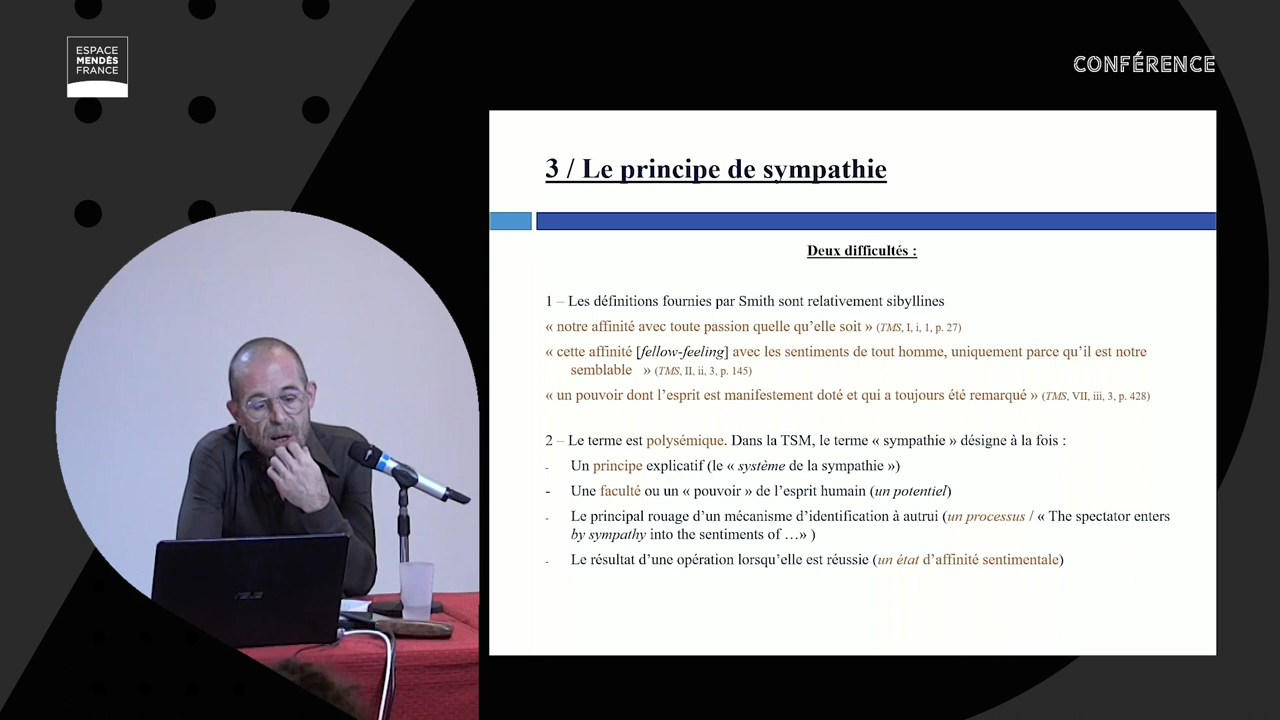 ESPACE
MENDÈS
FRANCE
CONFÉRENCE
3 / Le principe de sympathie
Deux difficultés :
1 – Les définitions fournies par Smith sont relativement sibyllines
« notre affinité avec toute passion quelle qu’elle soit » (TMS, I, i, 1, p. 27)
« cette affinité [fellow-feeling] avec les sentiments de tout homme, uniquement parce qu’il est notre
semblable » (TMS, II, ii, 3, p. 145)
« un pouvoir dont l’esprit est manifestement doté et qui a toujours été remarqué » (TMS, VII, iii, 3, p. 428)
2 – Le terme est polysémique. Dans la TSM, le terme « sympathie » désigne à la fois :
- Un principe explicatif (le « système de la sympathie »)
- Une faculté ou un « pouvoir » de l’esprit humain (un potentiel)
- Le principal rouage d’un mécanisme d’identification à autrui (un processus / « The spectator enters
by sympathy into the sentiments of …» )
- Le résultat d’une opération lorsqu’elle est réussie (un état d’affinité sentimentale)